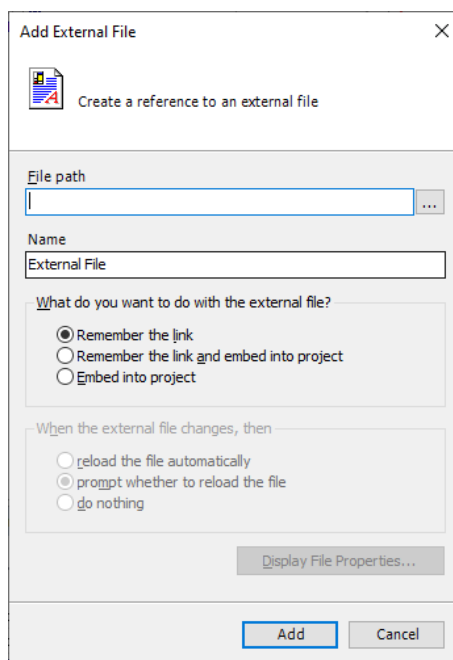 Add External File
Create a reference to an external file
File path
...
Name
External File
What do you want to do with the external file?
Remember the link
Remember the link and embed into project
Embed into project
When the external file changes, then
reload the file automatically
prompt whether to reload the file
do nothing
Display File Properties...
Add Cancel